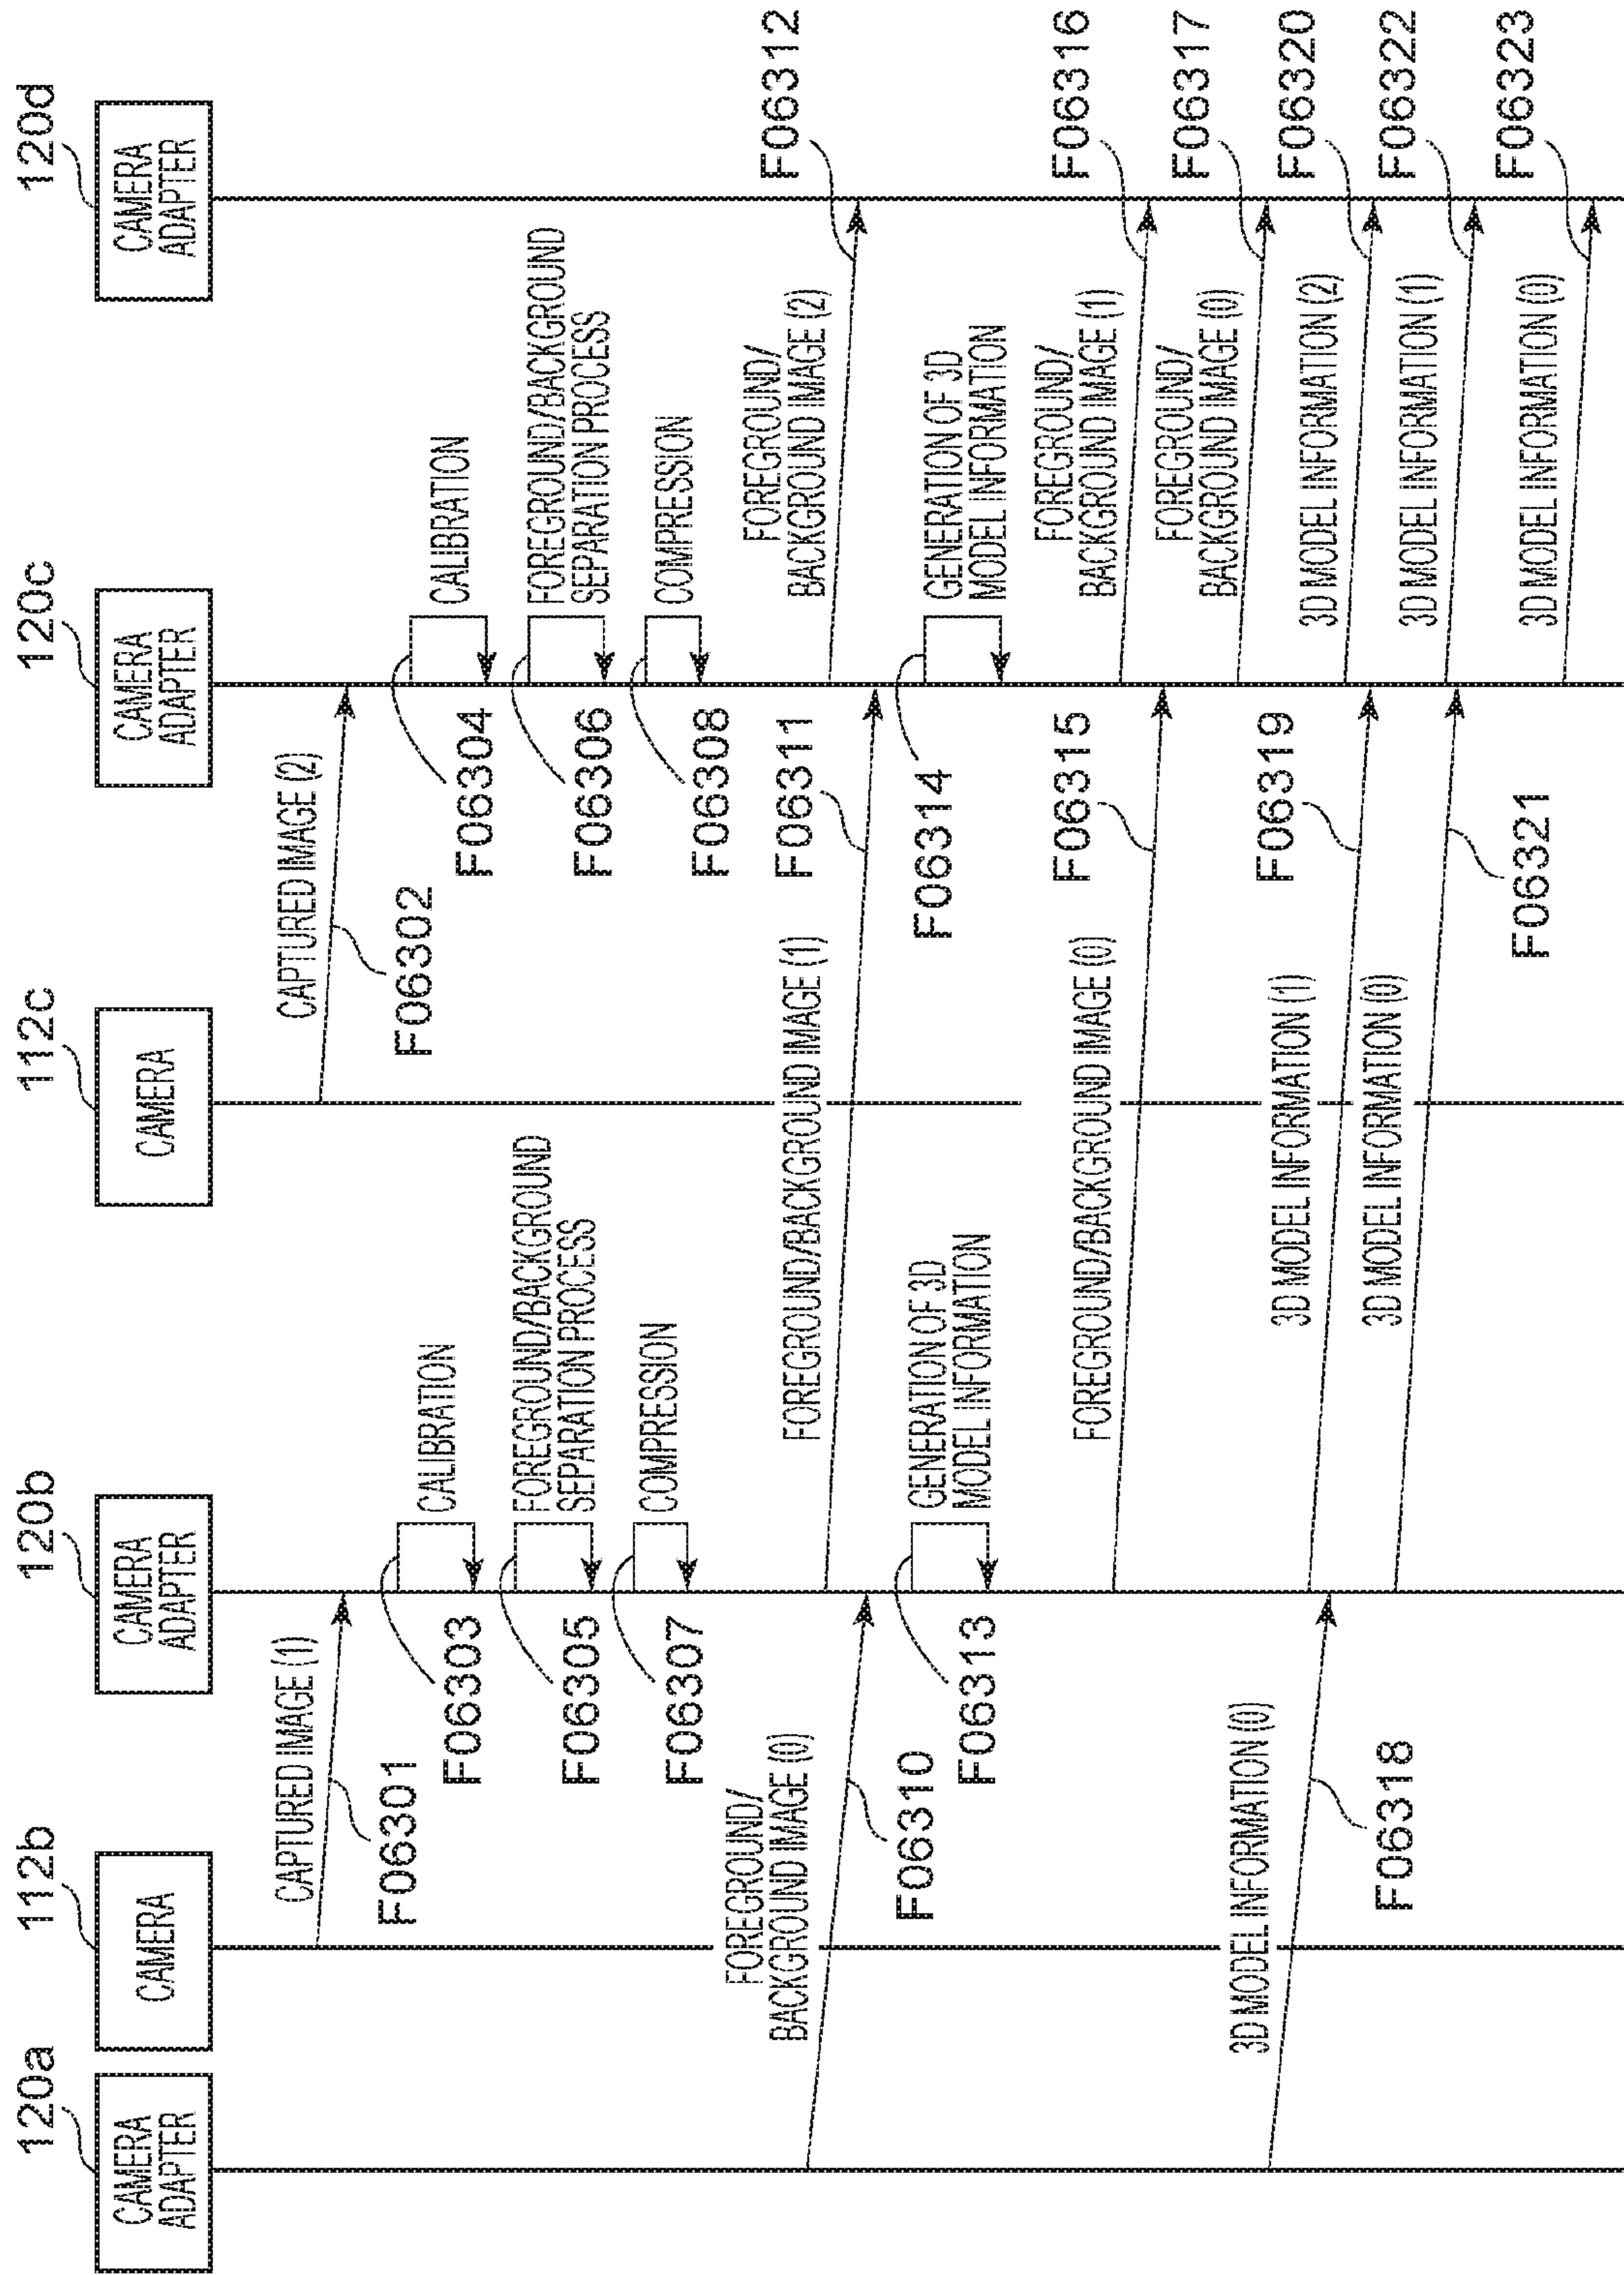 120a
112b
120b
112c
120c
120d
CAMERA
ADAPTER
CAMERA
CAMERA
ADAPTER
CAMERA
CAMERA
ADAPTER
CAMERA
ADAPTER
CAPTURED IMAGE (1)
F06301
CAPTURED IMAGE (2)
F06302
CALIBRATION
F06303
CALIBRATION
F06304
FOREGROUND/BACKGROUND
SEPARATION PROCESS
F06305
FOREGROUND/BACKGROUND
SEPARATION PROCESS
F06306
COMPRESSION
F06307
COMPRESSION
F06308
FOREGROUND/
BACKGROUND IMAGE (0)
F06310
FOREGROUND/BACKGROUND IMAGE (1)
F06311
FOREGROUND/
BACKGROUND IMAGE (2)
F06312
GENERATION OF 3D
MODEL INFORMATION
F06313
GENERATION OF 3D
MODEL INFORMATION
F06314
FOREGROUND/BACKGROUND IMAGE (0)
F06315
FOREGROUND/
BACKGROUND IMAGE (1)
F06316
FOREGROUND/
BACKGROUND IMAGE (0)
F06317
3D MODEL INFORMATION (0)
F06318
3D MODEL INFORMATION (1)
F06319
3D MODEL INFORMATION (2)
F06320
3D MODEL INFORMATION (0)
F06321
3D MODEL INFORMATION (1)
F06322
3D MODEL INFORMATION (0)
F06323